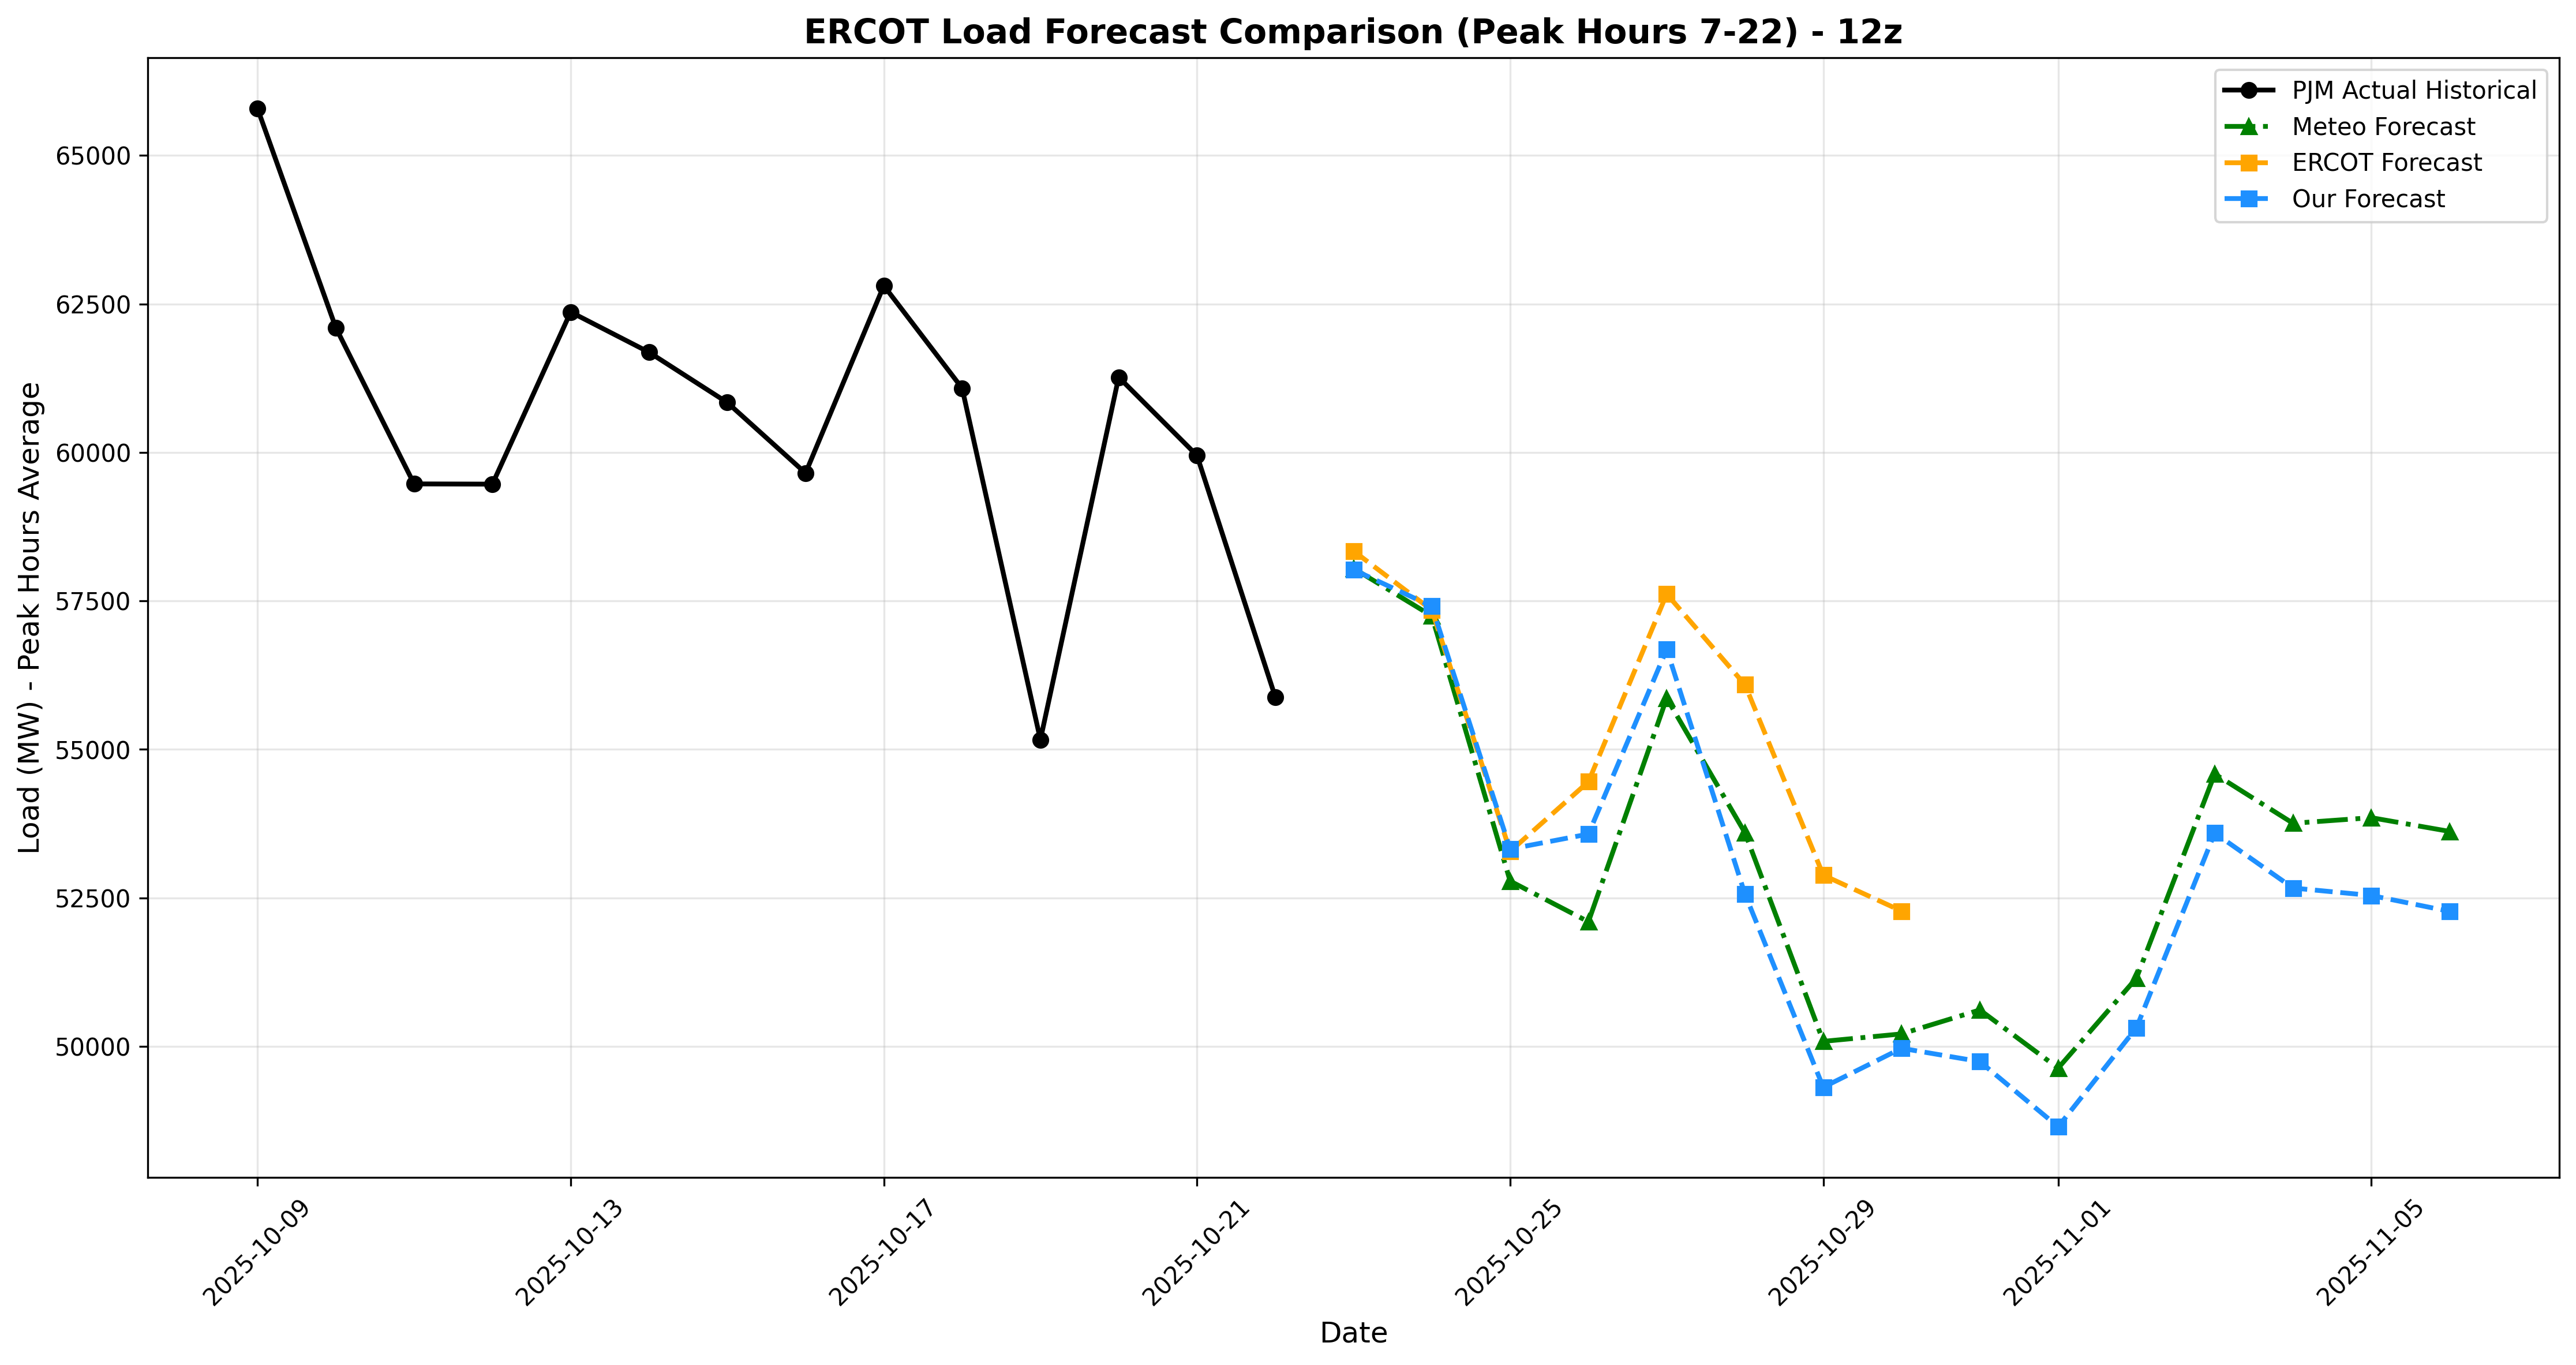 ERCOT Load Forecast Comparison (Peak Hours 7-22) - 12z
PJM Actual Historical
Meteo Forecast
ERCOT Forecast
Our Forecast
Load (MW) - Peak Hours Average
65000
62500
60000
57500
55000
52500
50000
2025-10-09
2025-10-13
2025-10-17
2025-10-21
2025-10-25
2025-10-29
2025-11-01
2025-11-05
Date